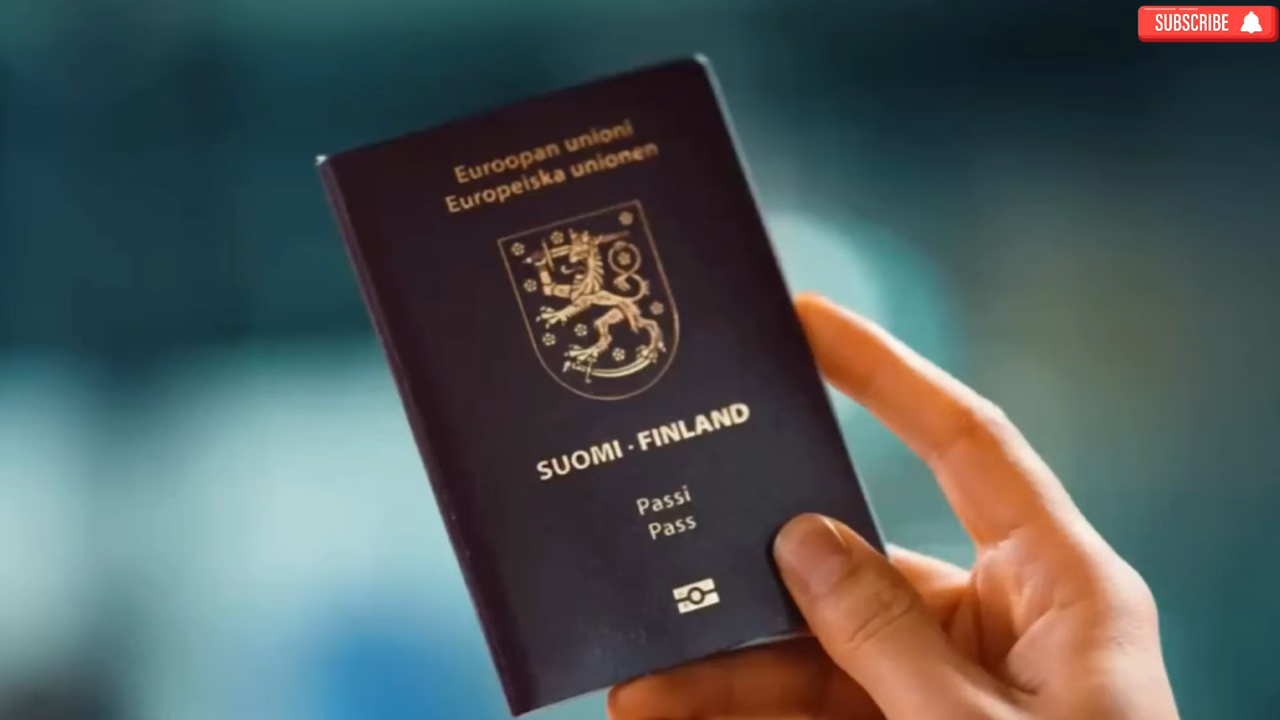 SUBSCRIBE
Euroopan unioni
Europeiska unionen
SUOMI · FINLAND
Passi
Pass